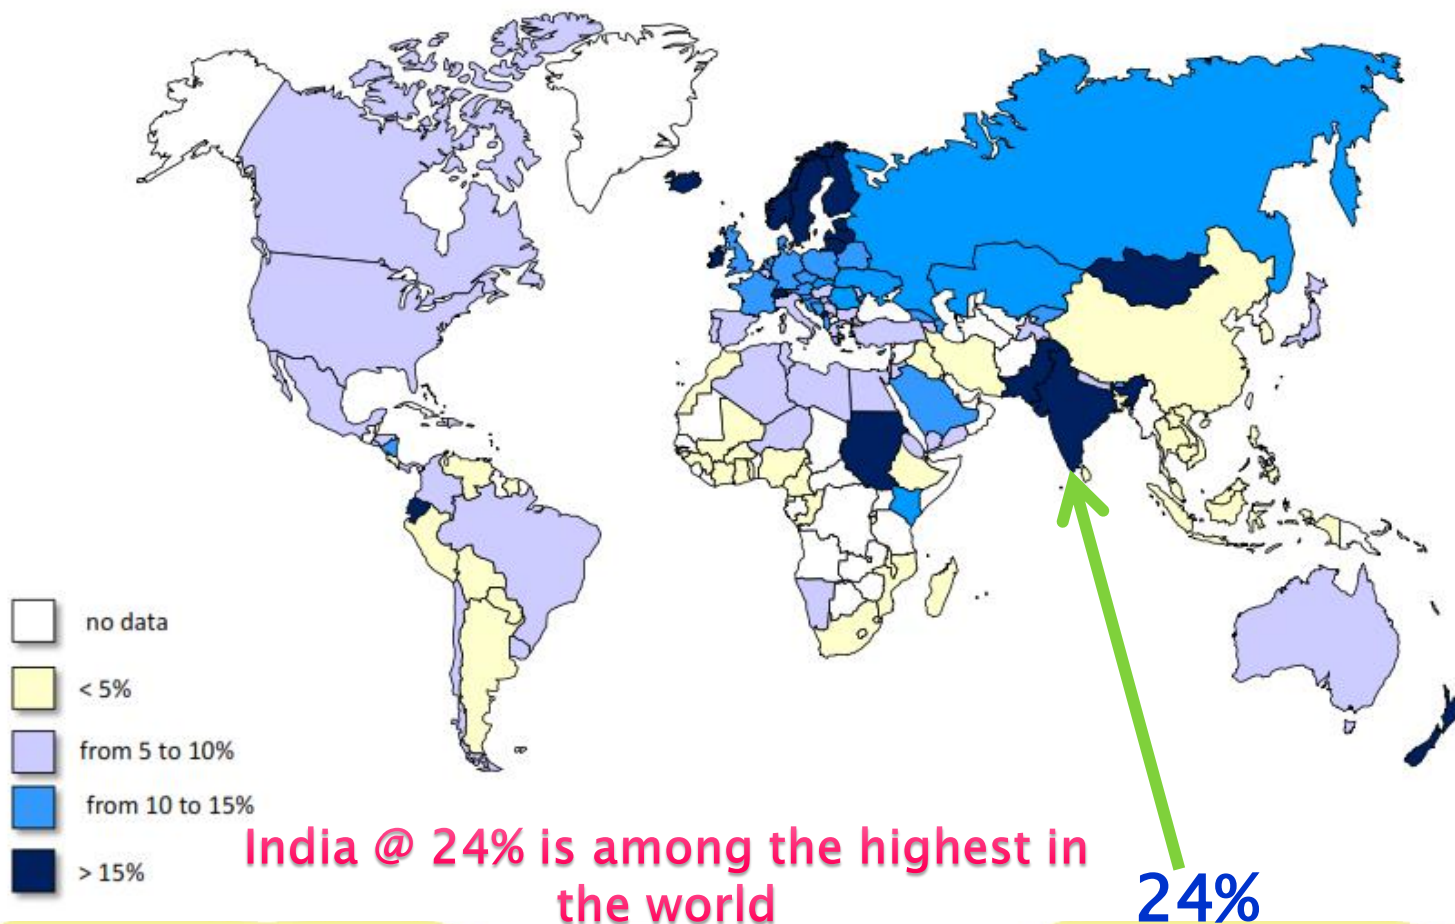 no data
< 5%
from 5 to 10%
from 10 to 15%
> 15%
India @ 24% is among the highest in
the world
24%